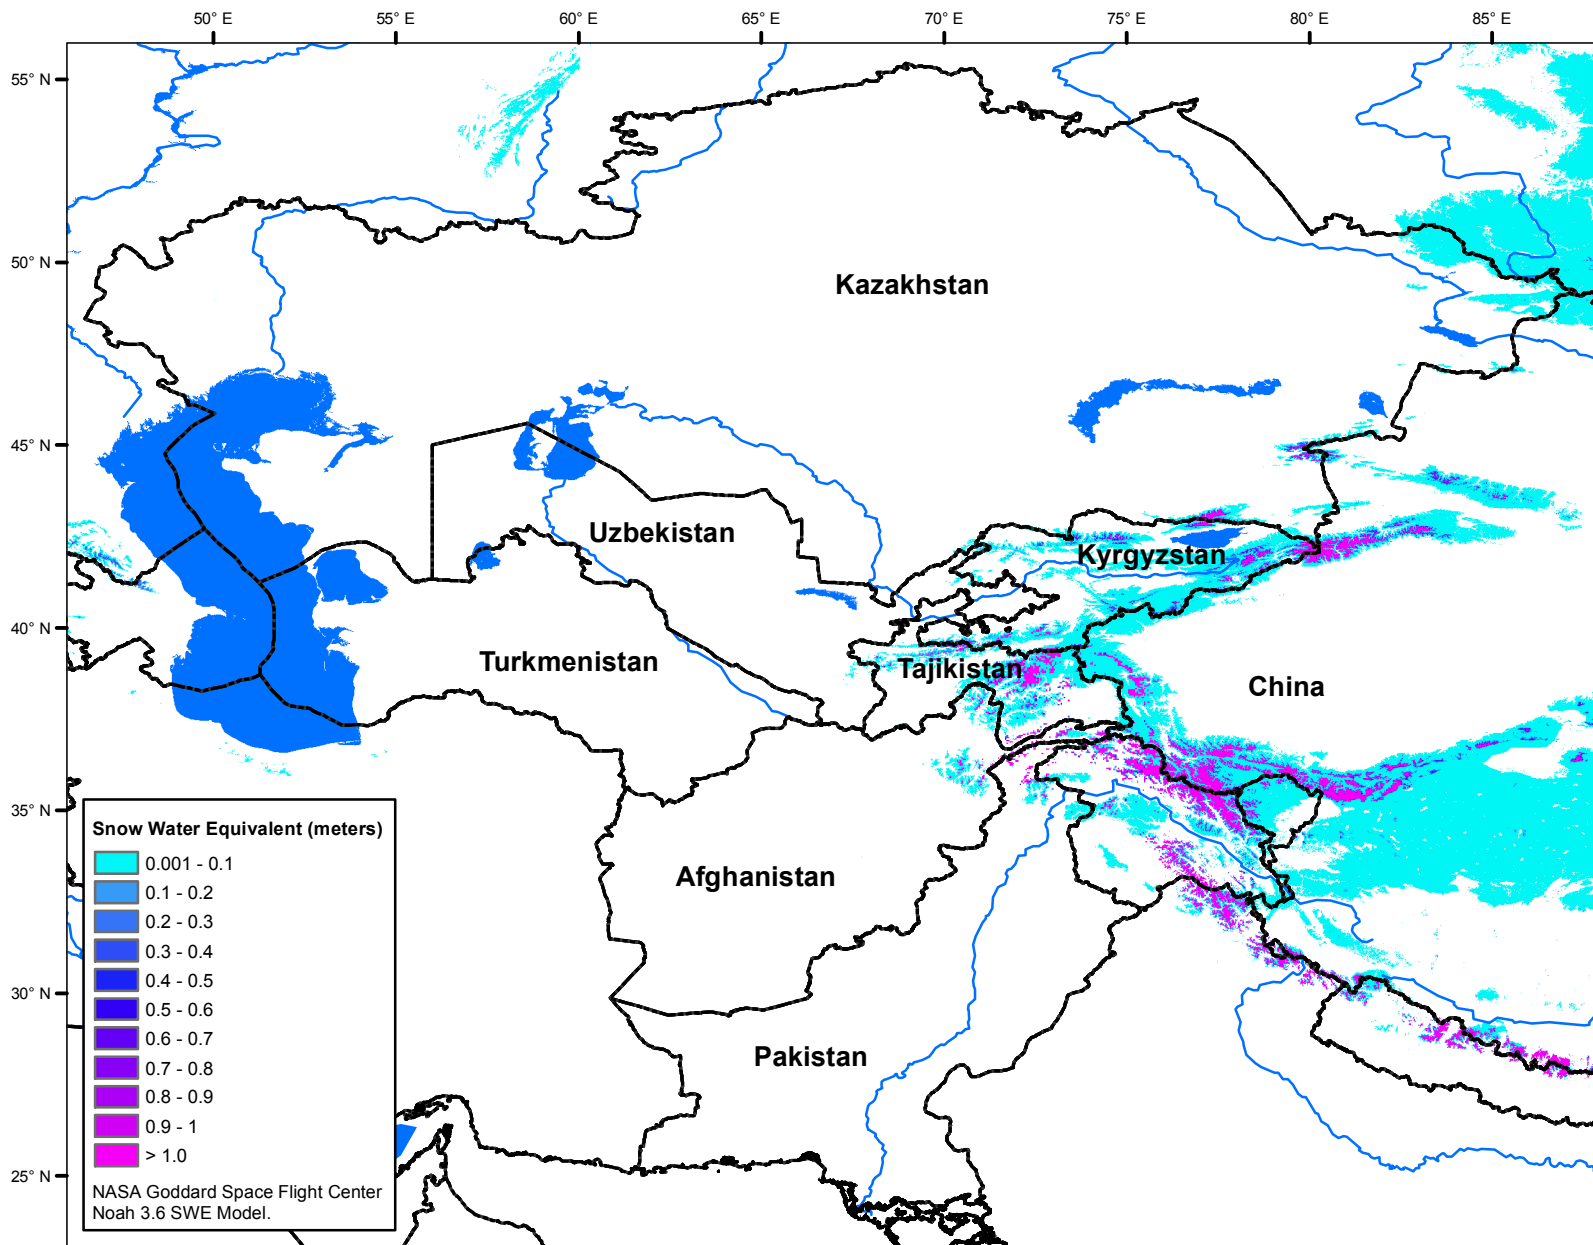 50° E 55° E 60° E 65° E 70° E 75° E 80° E 85° E
55° N
50° N
45° N
40° N
35° N
30° N
25° N
Kazakhstan
Uzbekistan
Kyrgyzstan
Turkmenistan
Tajikistan
China
Afghanistan
Pakistan
Snow Water Equivalent (meters)
0.001 - 0.1
0.1 - 0.2
0.2 - 0.3
0.3 - 0.4
0.4 - 0.5
0.5 - 0.6
0.6 - 0.7
0.7 - 0.8
0.8 - 0.9
0.9 - 1
> 1.0
NASA Goddard Space Flight Center
Noah 3.6 SWE Model.